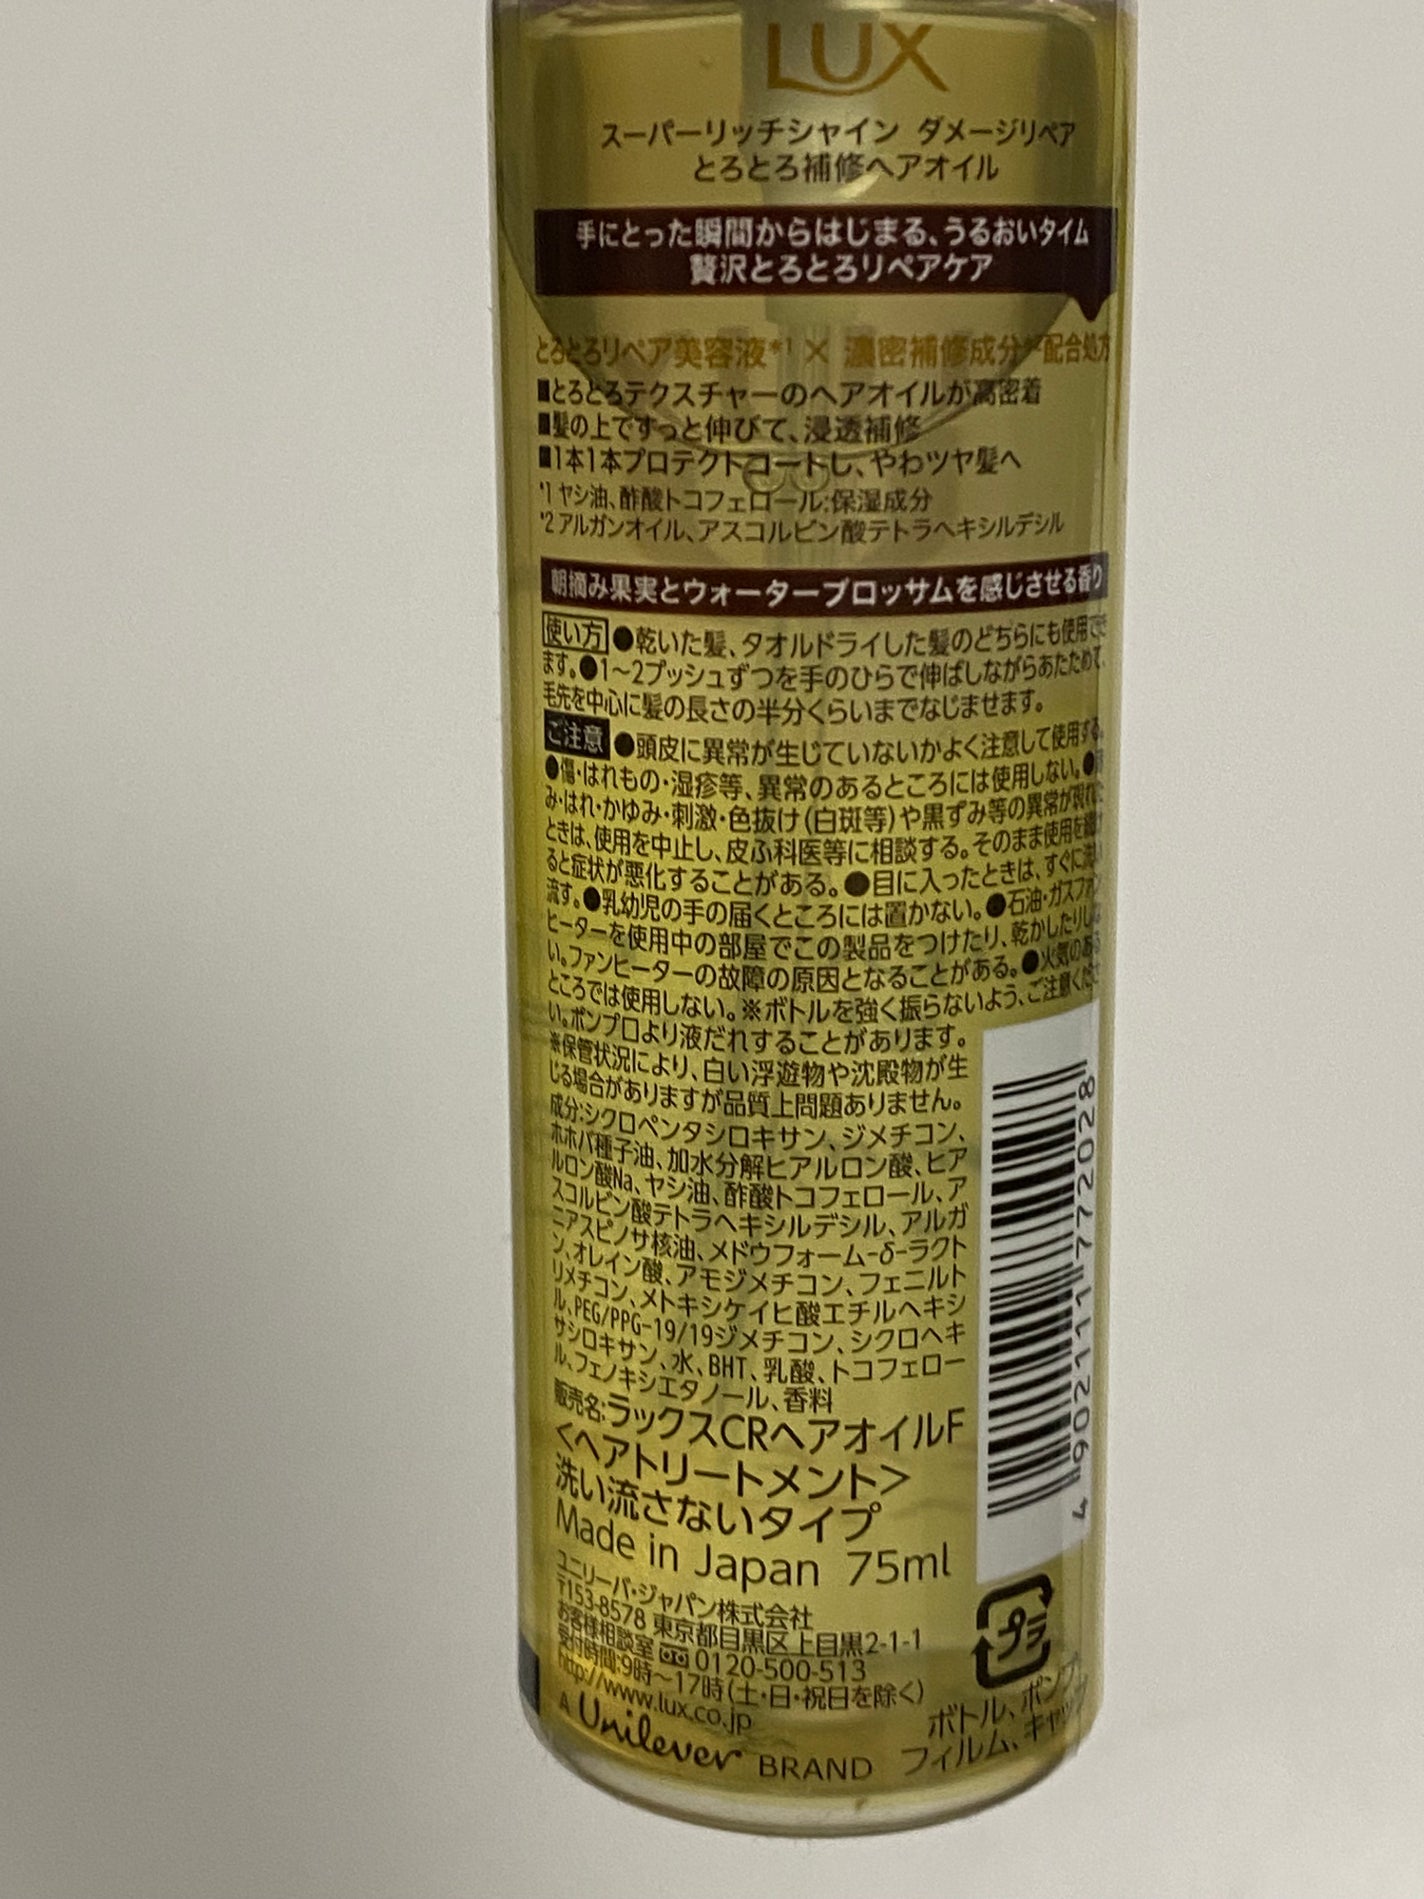 LUX
スーパーリッチシャイン ダメージリペア
とろとろ補修ヘアオイル
手にとった瞬間からはじまる、うるおいタイム
贅沢とろとろリペアケア
とろとろリペア美容液*1 × 濃密補修成分*2配合処方
■とろとろテクスチャーのヘアオイルが高密着
■髪の上ですっと伸びて、浸透補修
■1本1本プロテクトコートし、やわツヤ髪へ
*1 ヤシ油、酢酸トコフェロール:保湿成分
*2 アルガンオイル、アスコルビン酸テトラヘキシルデシル
朝摘み果実とウォーターブロッサムを感じさせる香り
使い方 ●乾いた髪、タオルドライした髪のどちらにも使用でき
ます。●1～2プッシュずつを手のひらで伸ばしながらあたためて、
毛先を中心に髪の長さの半分くらいまでなじませます。
ご注意 ●頭皮に異常が生じていないかよく注意して使用する。
●傷・はれもの・湿疹等、異常のあるところには使用しない。●
み・はれ・かゆみ・刺激・色抜け(白斑等)や黒ずみ等の異常が現れた
ときは、使用を中止し、皮ふ科医等に相談する。そのまま使用を続け
ると症状が悪化することがある。●目に入ったときは、すぐに洗い
流す。●乳幼児の手の届くところには置かない。●石油・ガスファン
ヒーターを使用中の部屋でこの製品をつけたり、乾かしたりしな
い。ファンヒーターの故障の原因となることがある。●火気のある
ところでは使用しない。※ボトルを強く振らないよう、ご注意くださ
い。ポンプ口より液だれすることがあります。
※保管状況により、白い浮遊物や沈殿物が生
じる場合がありますが品質上問題ありません。
成分:シクロペンタシロキサン、ジメチコン、
ホホバ種子油、加水分解ヒアルロン酸、ヒア
ルロン酸Na、ヤシ油、酢酸トコフェロール、ア
スコルビン酸テトラヘキシルデシル、アルガ
ニアスピノサ核油、メドウフォーム-δ-ラクト
ン、オレイン酸、アモジメチコン、フェニルト
リメチコン、メトキシケイヒ酸エチルヘキシ
ル、PEG/PPG-19/19ジメチコン、シクロヘキ
サシロキサン、水、BHT、乳酸、トコフェロー
ル、フェノキシエタノール、香料
販売名:ラックスCRヘアオイルF
<ヘアトリートメント>
洗い流さないタイプ
Made in Japan 75ml
ユニリーバ・ジャパン株式会社
〒153-8578 東京都目黒区上目黒2-1-1
お客様相談室 0120-500-513
受付時間:9時～17時(土・日・祝日を除く)
http://www.lux.co.jp
A Unilever BRAND
4902111772028
プラ
ボトル、ポンプ、
フィルム、キャップ